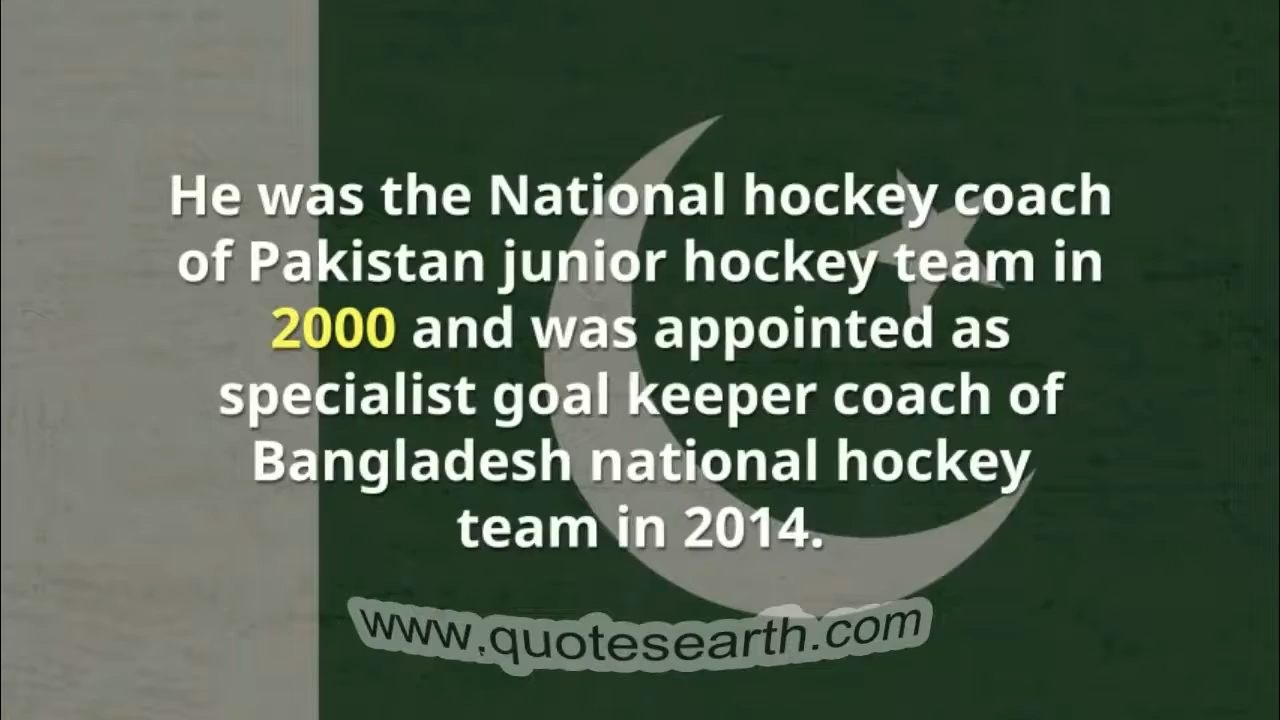 He was the National hockey coach
of Pakistan junior hockey team in
2000 and was appointed as
specialist goal keeper coach of
Bangladesh national hockey
team in 2014.
www.quotesearth.com